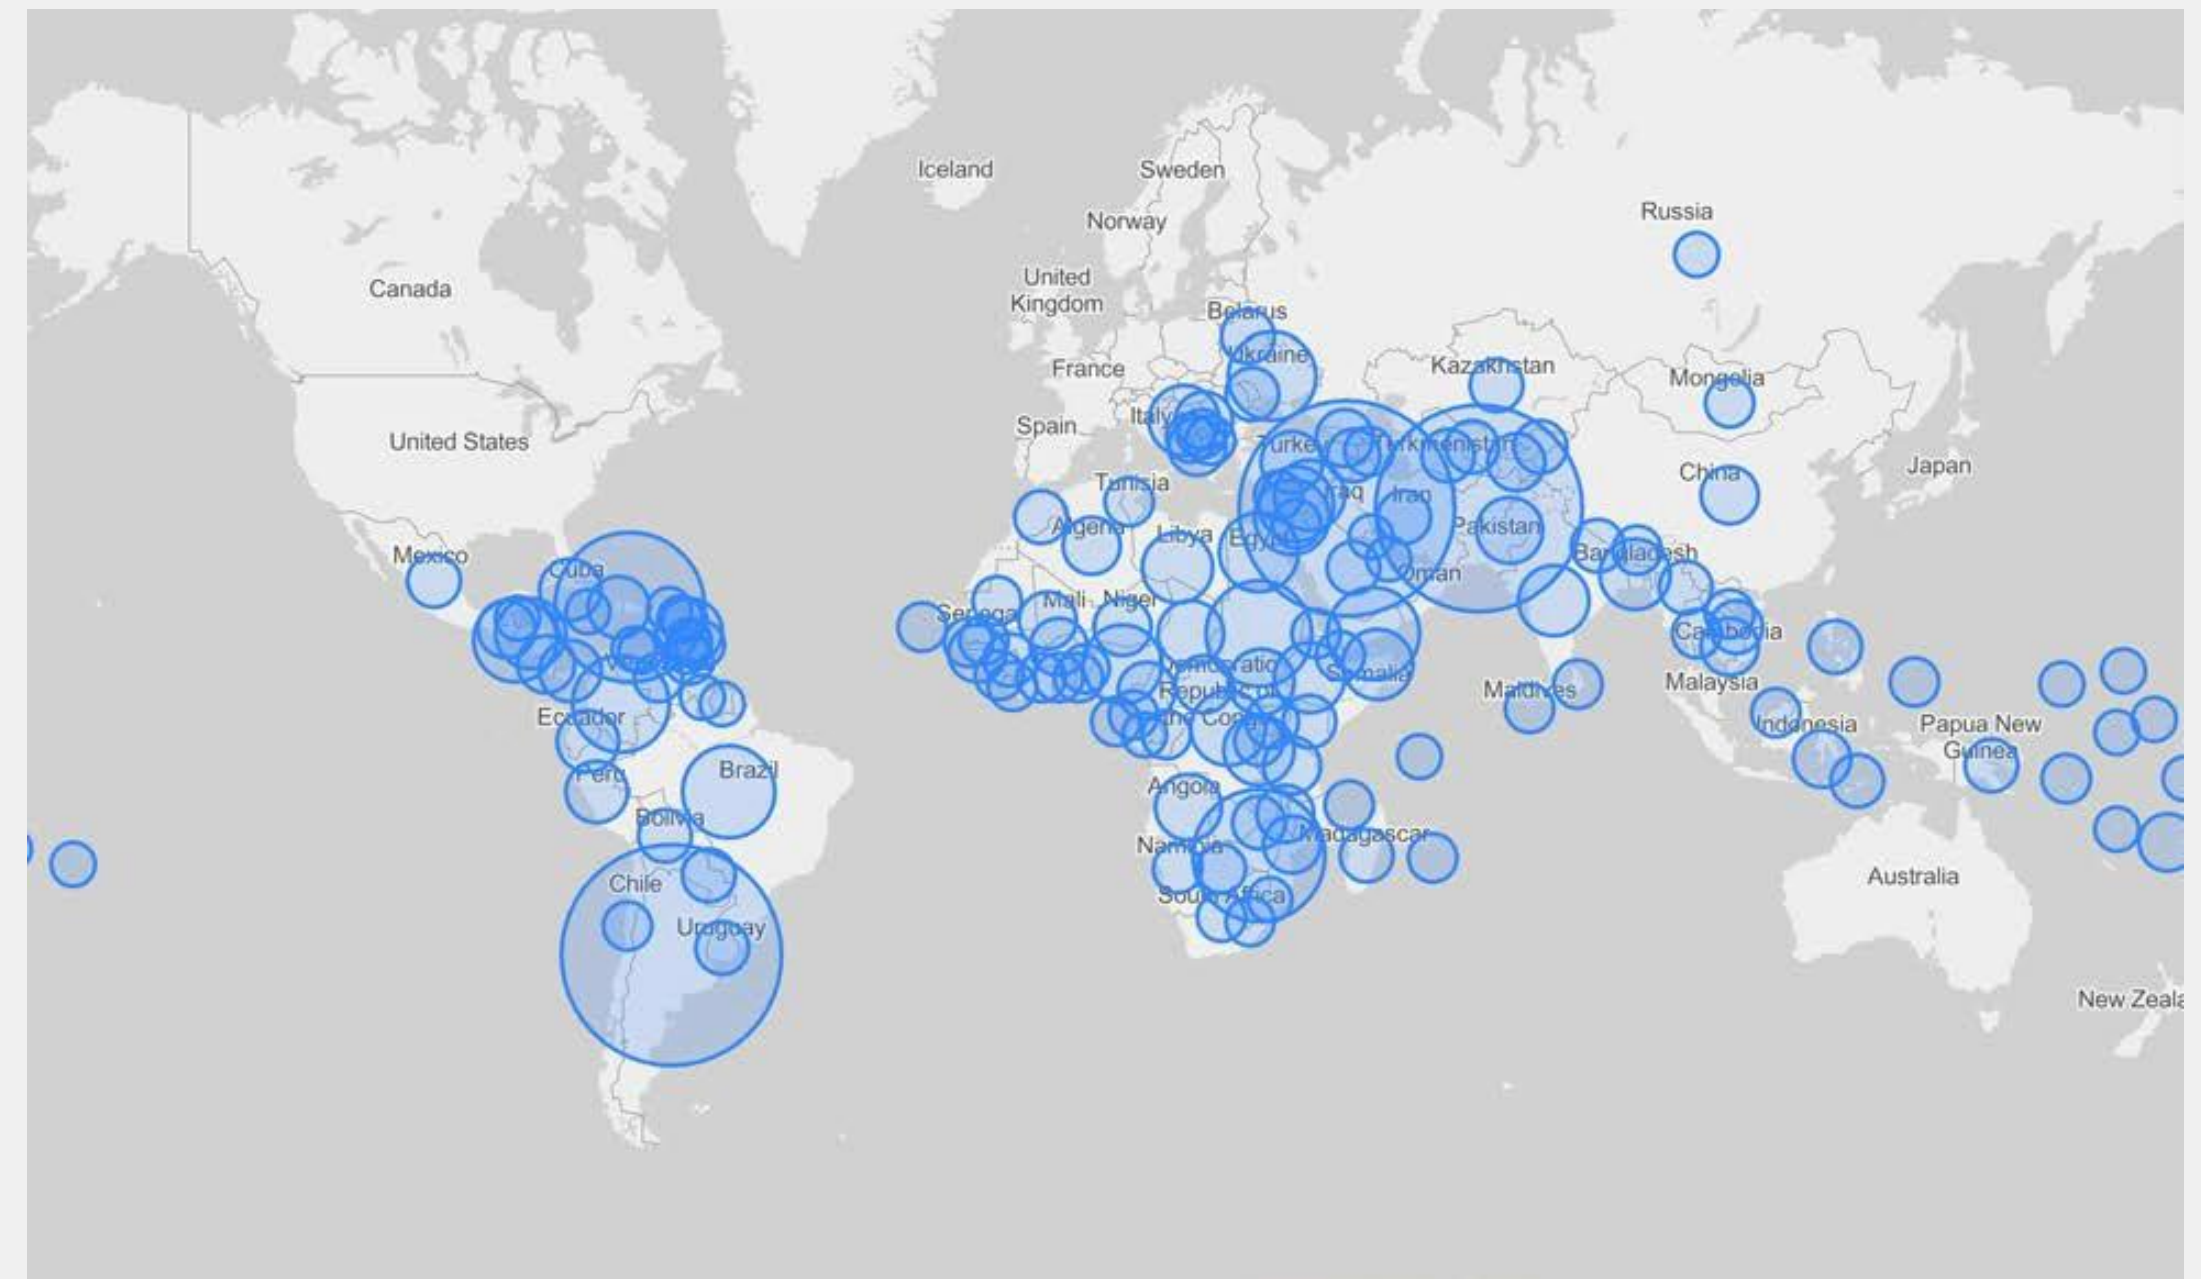 Iceland
Sweden
Norway
Russia
Canada
United
Kingdom
Belarus
Ukraine
France
Kazakhstan
Mongolia
Italy
Spain
United States
Turkey
Turkmenistan
Japan
China
Tunisia
Iraq
Iran
Algeria
Pakistan
Libya
Egypt
Mexico
Bangladesh
Cuba
Oman
Mali
Niger
Senega
Cambodia
Democratic
Republic of
the Congo
Somalia
Malaysia
Maldives
Ecuador
Indonesia
Papua New
Guinea
Brazil
Peru
Angola
Bolivia
Madagascar
Namibia
Chile
Australia
South Africa
Uruguay
New Zeala